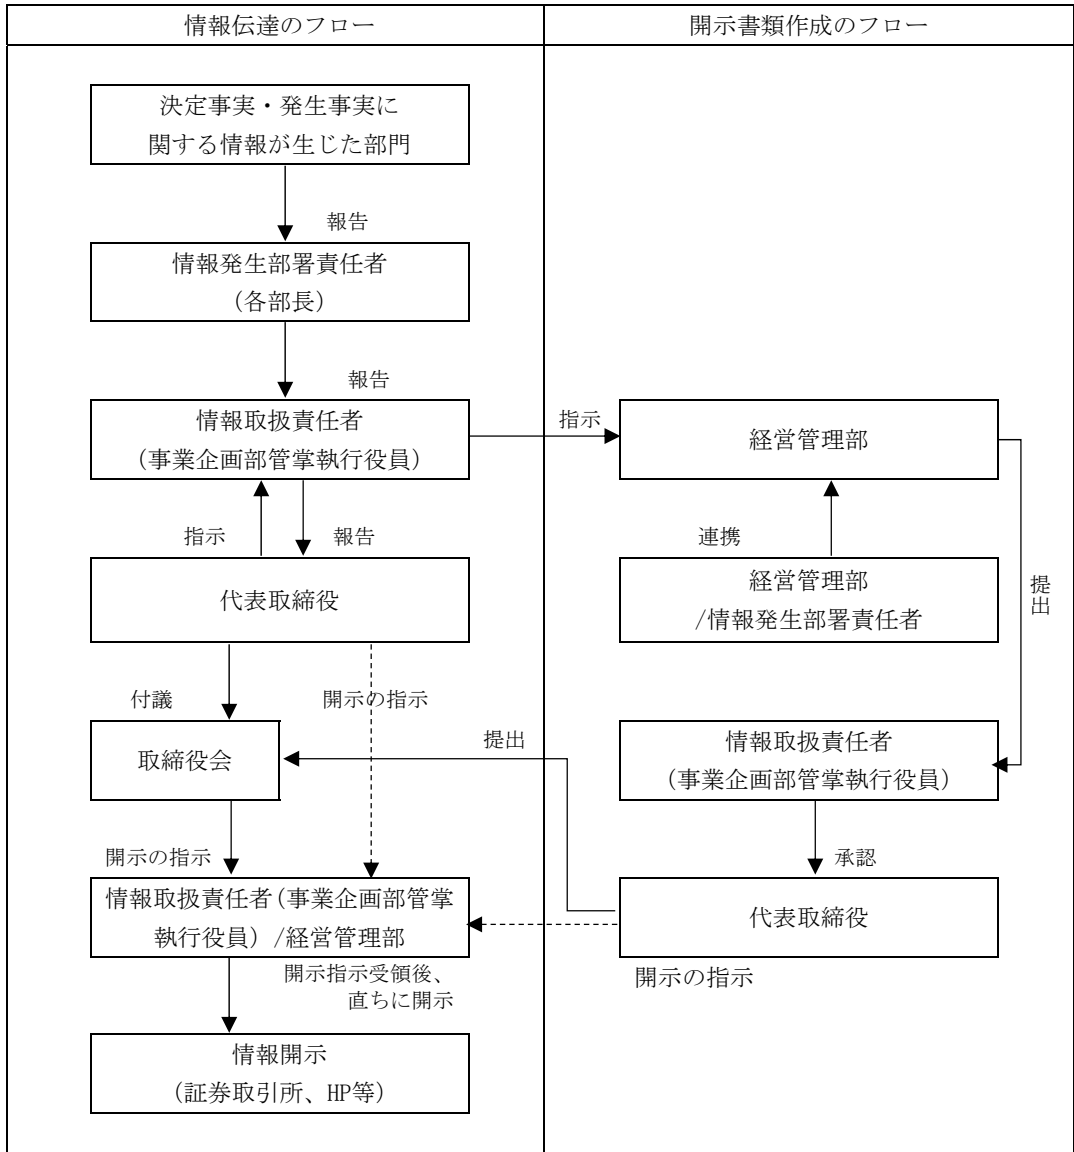 情報伝達のフロー
開示書類作成のフロー
決定事実・発生事実に
関する情報が生じた部門
報告
情報発生部署責任者
(各部長)
報告
情報取扱責任者
(事業企画部管掌執行役員)
指示
経営管理部
指示
報告
連携
代表取締役
経営管理部
/情報発生部署責任者
提出
付議
開示の指示
取締役会
提出
情報取扱責任者
(事業企画部管掌執行役員)
開示の指示
承認
情報取扱責任者(事業企画部管掌
執行役員)/経営管理部
代表取締役
開示指示受領後、
直ちに開示
開示の指示
情報開示
(証券取引所、HP等)